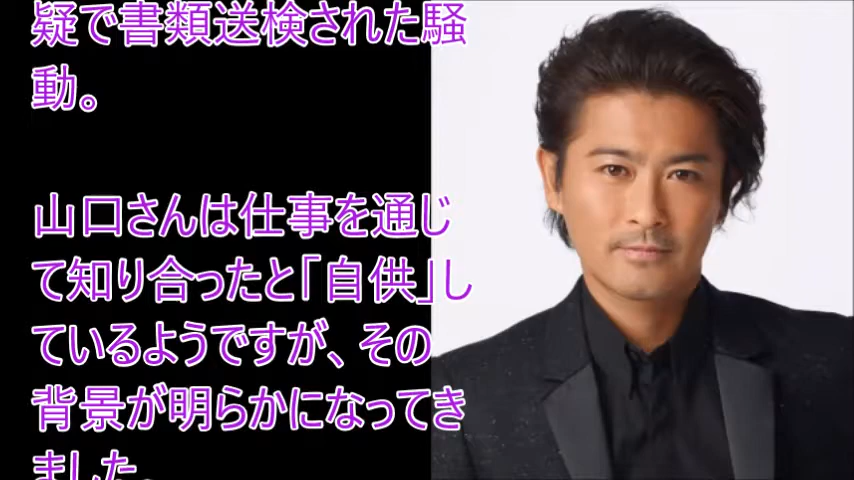 疑で書類送検された騒
動。
山口さんは仕事を通じ
て知り合ったと「自供」し
ているようですが、その
背景が明らかになってき
ました。